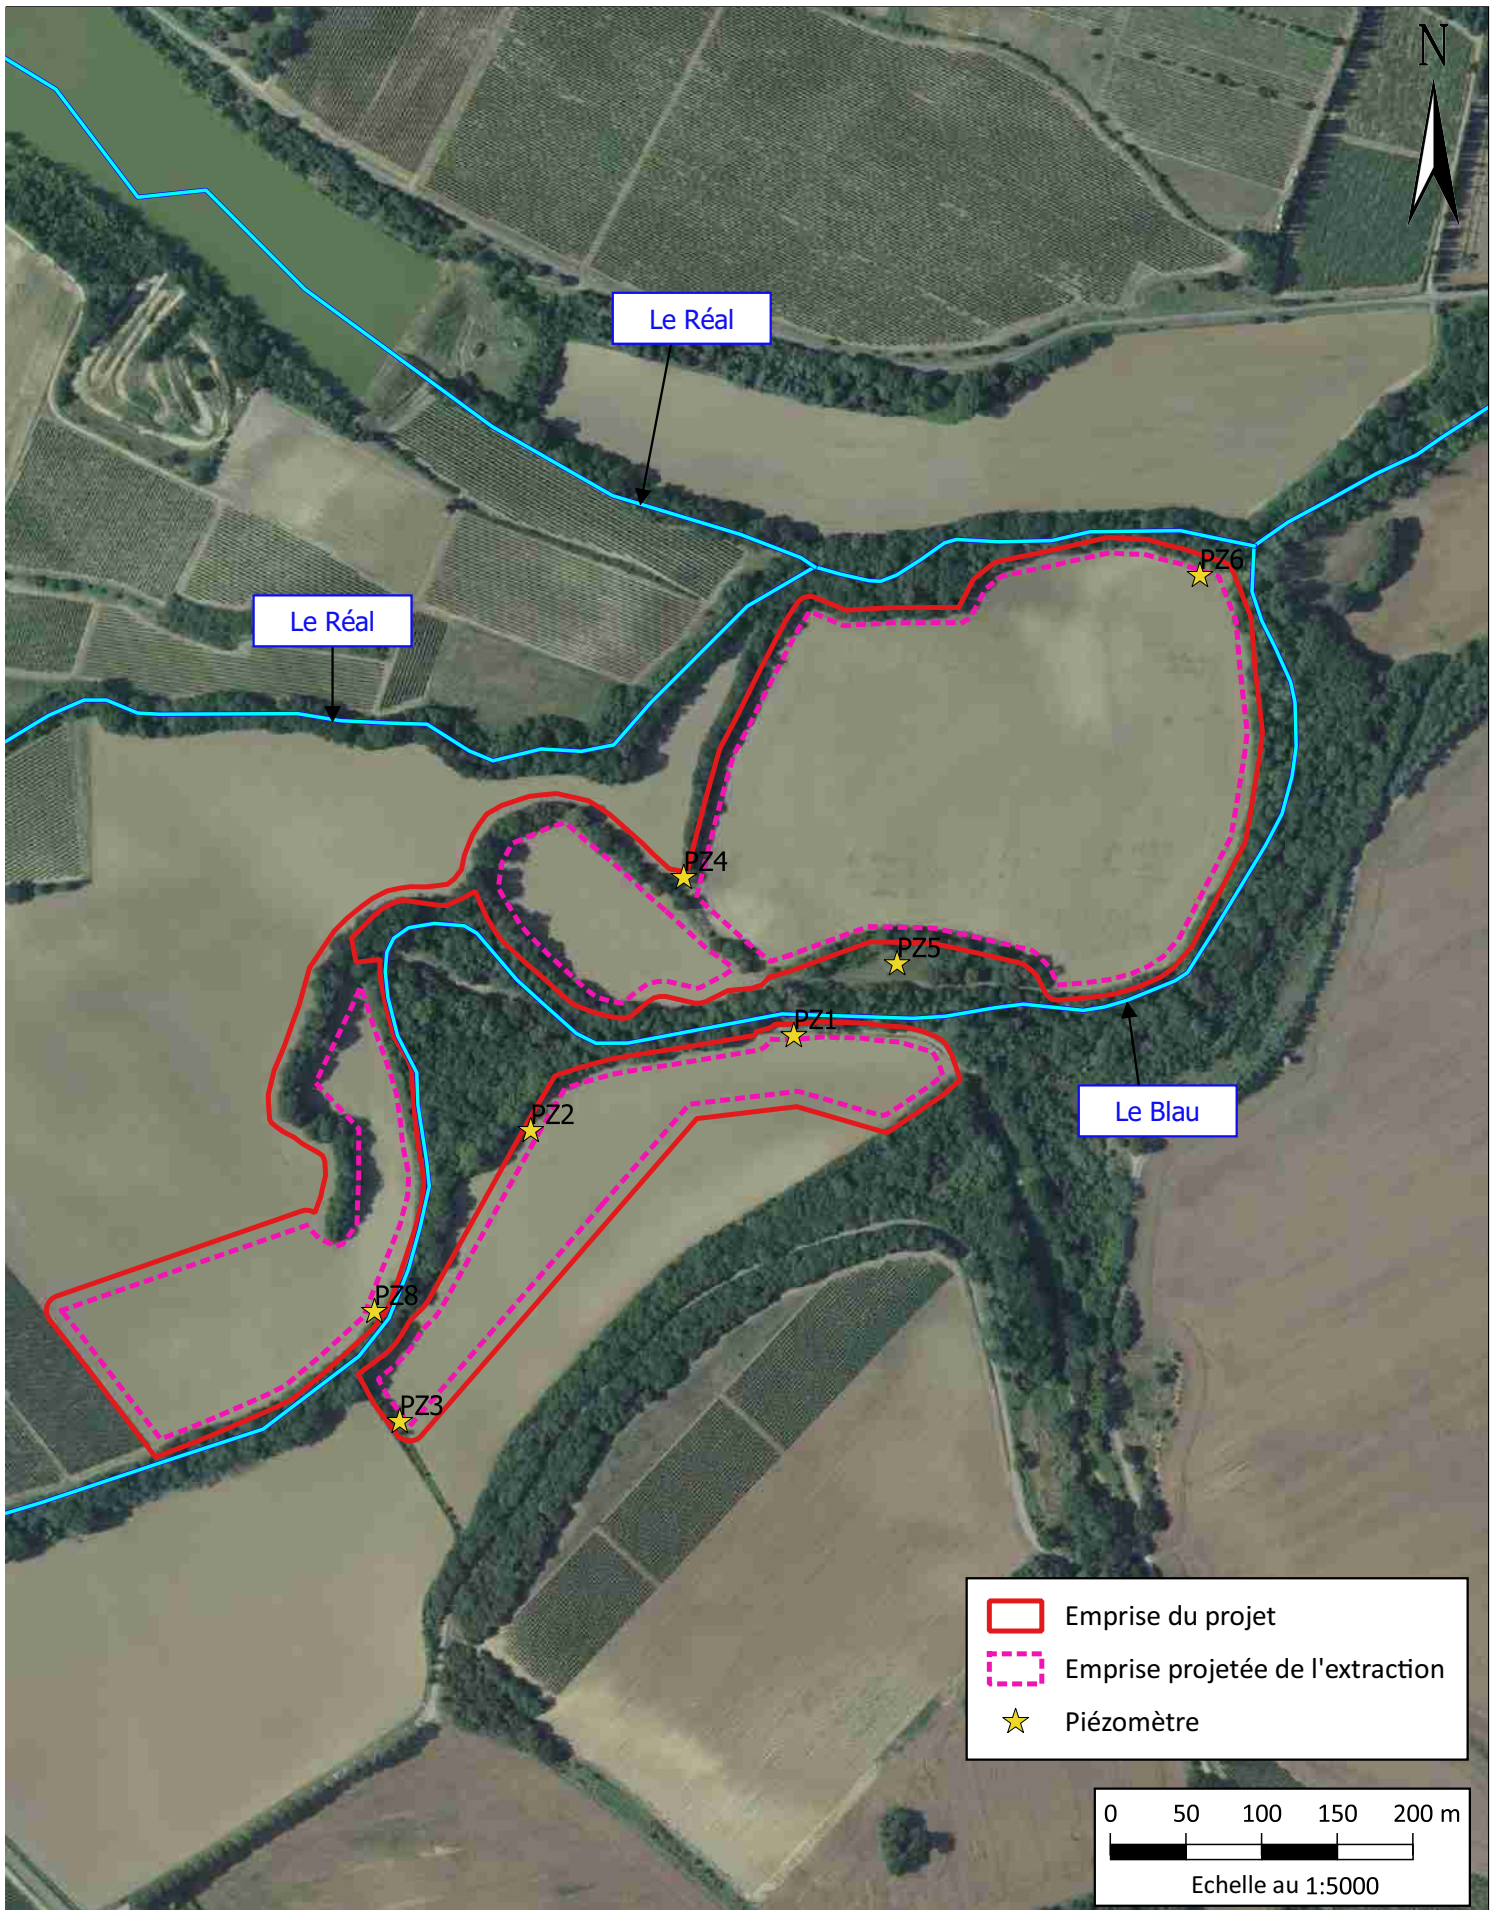 N
Le Réal
PZ6
Le Réal
PZ4
PZ5
PZ1
Le Blau
PZ2
PZ8
PZ3
Emprise du projet
Emprise projetée de l'extraction
Piézomètre
0 50 100 150 200 m
Echelle au 1:5000